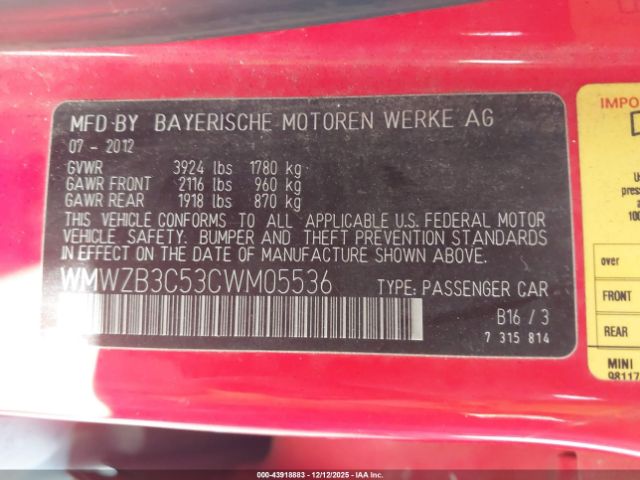 MFD BY BAYERISCHE MOTOREN WERKE AG
07 - 2012
GVWR 3924 lbs 1780 kg
GAWR FRONT 2116 lbs 960 kg
GAWR REAR 1918 lbs 870 kg
THIS VEHICLE CONFORMS TO ALL APPLICABLE U.S. FEDERAL MOTOR
VEHICLE SAFETY, BUMPER, AND THEFT PREVENTION STANDARDS
IN EFFECT ON THE DATE OF MANUFACTURE SHOWN ABOVE.
WMWZB3C53CWM05536 TYPE: PASSENGER CAR
B16 / 3
7 315 814
IMPO
FRONT
REAR
MINI
98117
000-43918883 - 12/12/2025 - IAA Inc.